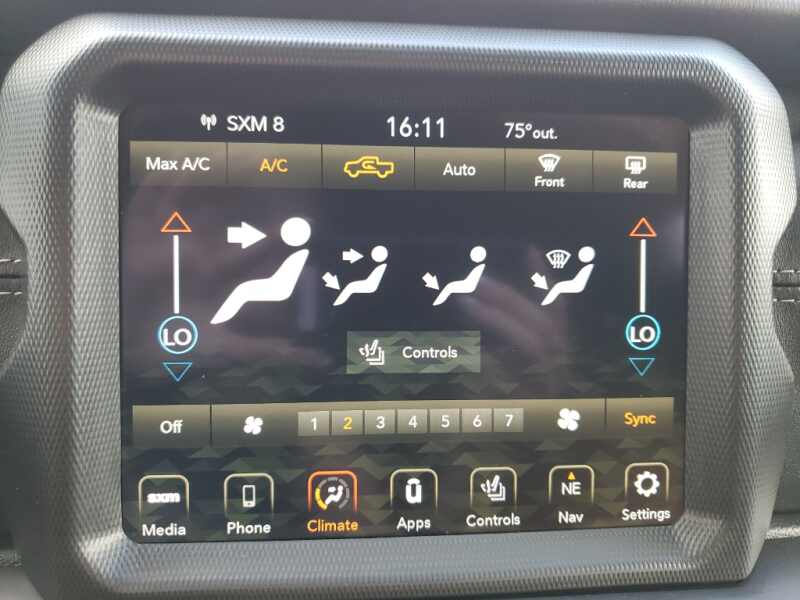 SXM 8 16:11 75°out.
Max A/C A/C Auto Front Rear
LO LO
Controls
Off 1 2 3 4 5 6 7 Sync
sxm ū NE
Media Phone Climate Apps Controls Nav Settings